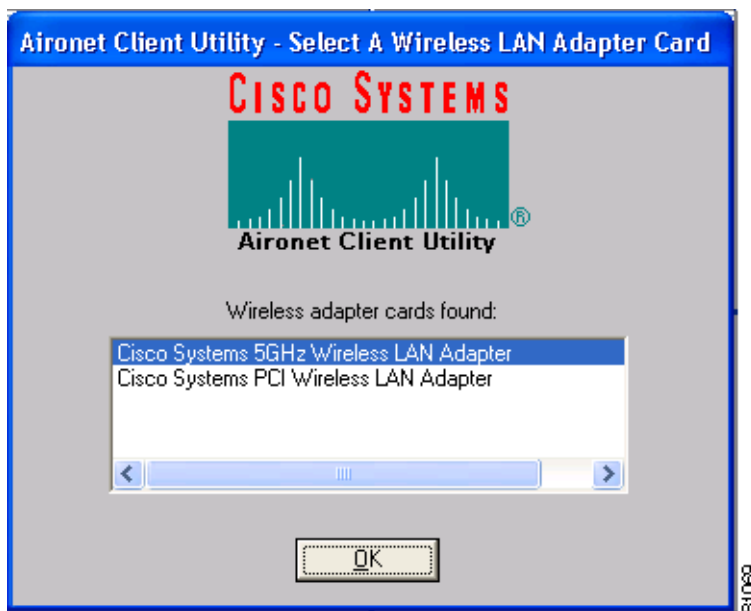 Aironet Client Utility - Select A Wireless LAN Adapter Card
CISCO SYSTEMS
®
Aironet Client Utility
Wireless adapter cards found:
Cisco Systems 5GHz Wireless LAN Adapter
Cisco Systems PCI Wireless LAN Adapter
OK